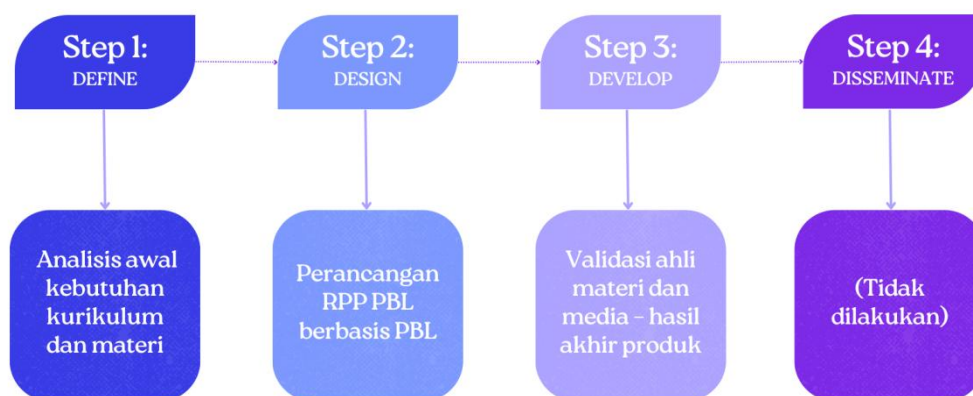 Step 1:
DEFINE
Step 2:
DESIGN
Step 3:
DEVELOP
Step 4:
DISSEMINATE
Analisis awal
kebutuhan
kurikulum
dan materi
Perancangan
RPP PBL
berbasis PBL
Validasi ahli
materi dan
media - hasil
akhir produk
(Tidak
dilakukan)